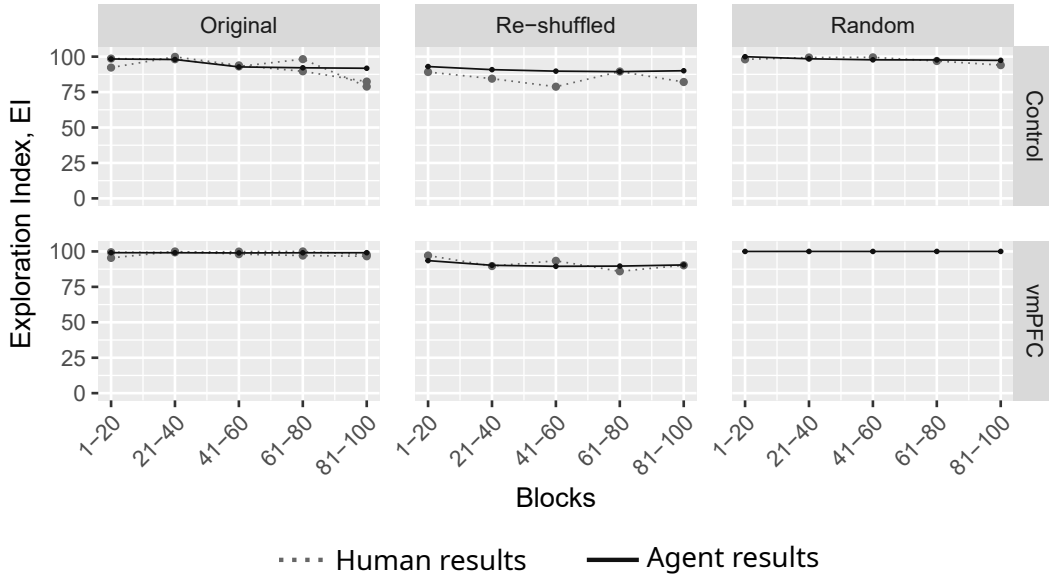 Original
Re−shuffled
Random
Exploration Index, EI
100
75
50
25
0
Control
100
75
50
25
0
vmPFC
1−20
21−40
41−60
61−80
81−100
1−20
21−40
41−60
61−80
81−100
1−20
21−40
41−60
61−80
81−100
Blocks
Human results
Agent results